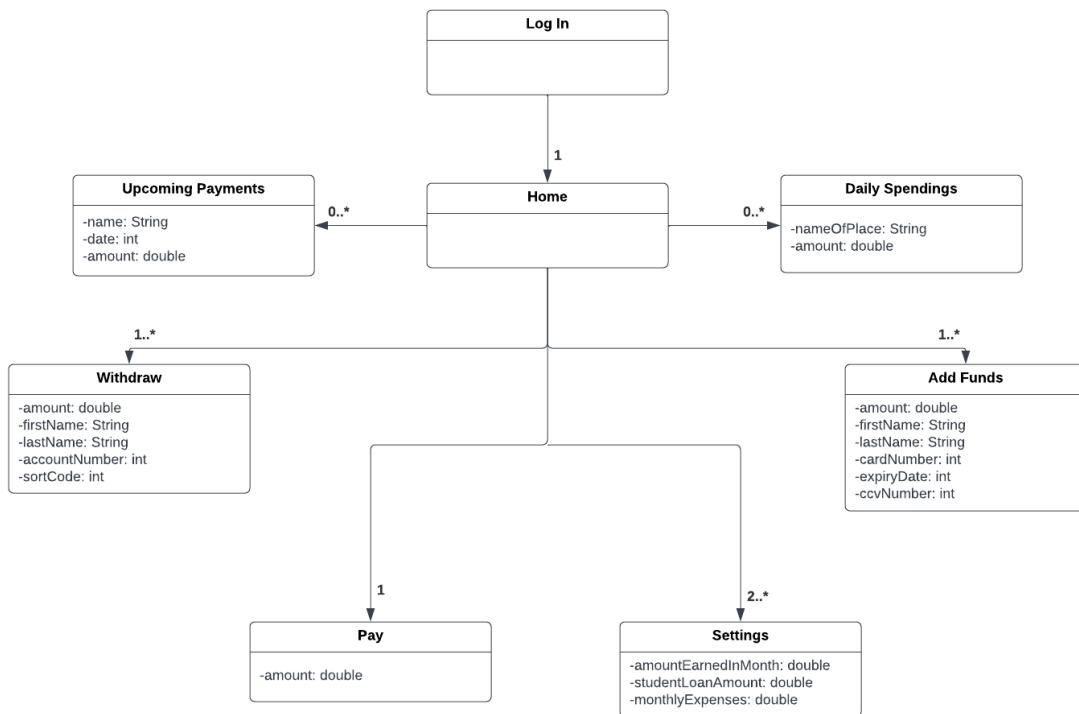 Log In
1
Upcoming Payments
-name: String
-date: int
-amount: double
0..*
Home
0..*
Daily Spendings
-nameOfPlace: String
-amount: double
1..*
1..*
Withdraw
-amount: double
-firstName: String
-lastName: String
-accountNumber: int
-sortCode: int
Add Funds
-amount: double
-firstName: String
-lastName: String
-cardNumber: int
-expiryDate: int
-ccvNumber: int
1
2..*
Pay
-amount: double
Settings
-amountEarnedInMonth: double
-studentLoanAmount: double
-monthlyExpenses: double